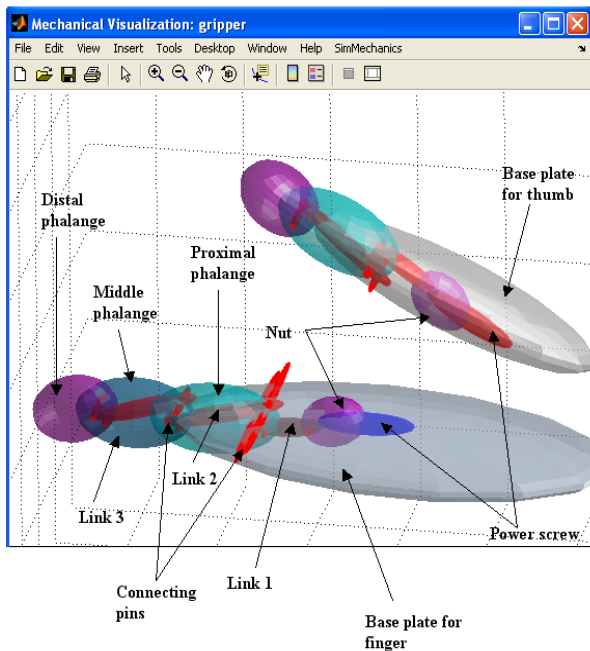 Mechanical Visualization: gripper
File Edit View Insert Tools Desktop Window Help SimMechanics
Base plate
for thumb
Distal
phalange
Proximal
phalange
Middle
phalange
Nut
Link 2
Link 3
Power screw
Link 1
Connecting
pins
Base plate for
finger